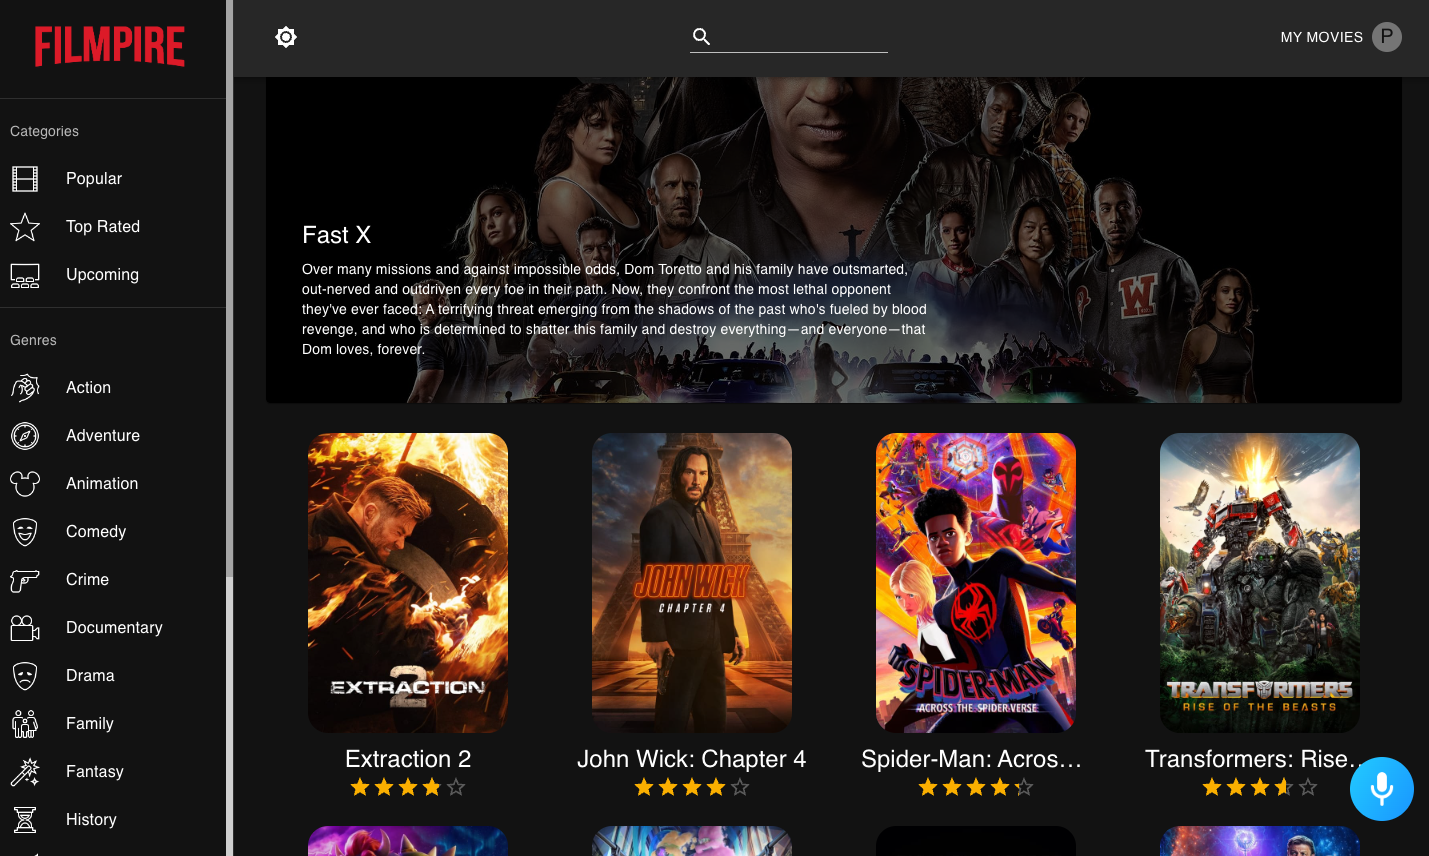 FILMPIRE
MY MOVIES P
Categories
Popular
Top Rated
Upcoming
Genres
Action
Adventure
Animation
Comedy
Crime
Documentary
Drama
Family
Fantasy
History
Fast X
Over many missions and against impossible odds, Dom Toretto and his family have outsmarted,
out-nerved and outdriven every foe in their path. Now, they confront the most lethal opponent
they've ever faced: A terrifying threat emerging from the shadows of the past who's fueled by blood
revenge, and who is determined to shatter this family and destroy everything—and everyone—that
Dom loves, forever.
W
2
EXTRACTION
JOHN WICK
CHAPTER 4
SPIDER-MAN
ACROSS THE SPIDER-VERSE
TRANSFORMERS
RISE OF THE BEASTS
Extraction 2
John Wick: Chapter 4
Spider-Man: Acros...
Transformers: Rise...